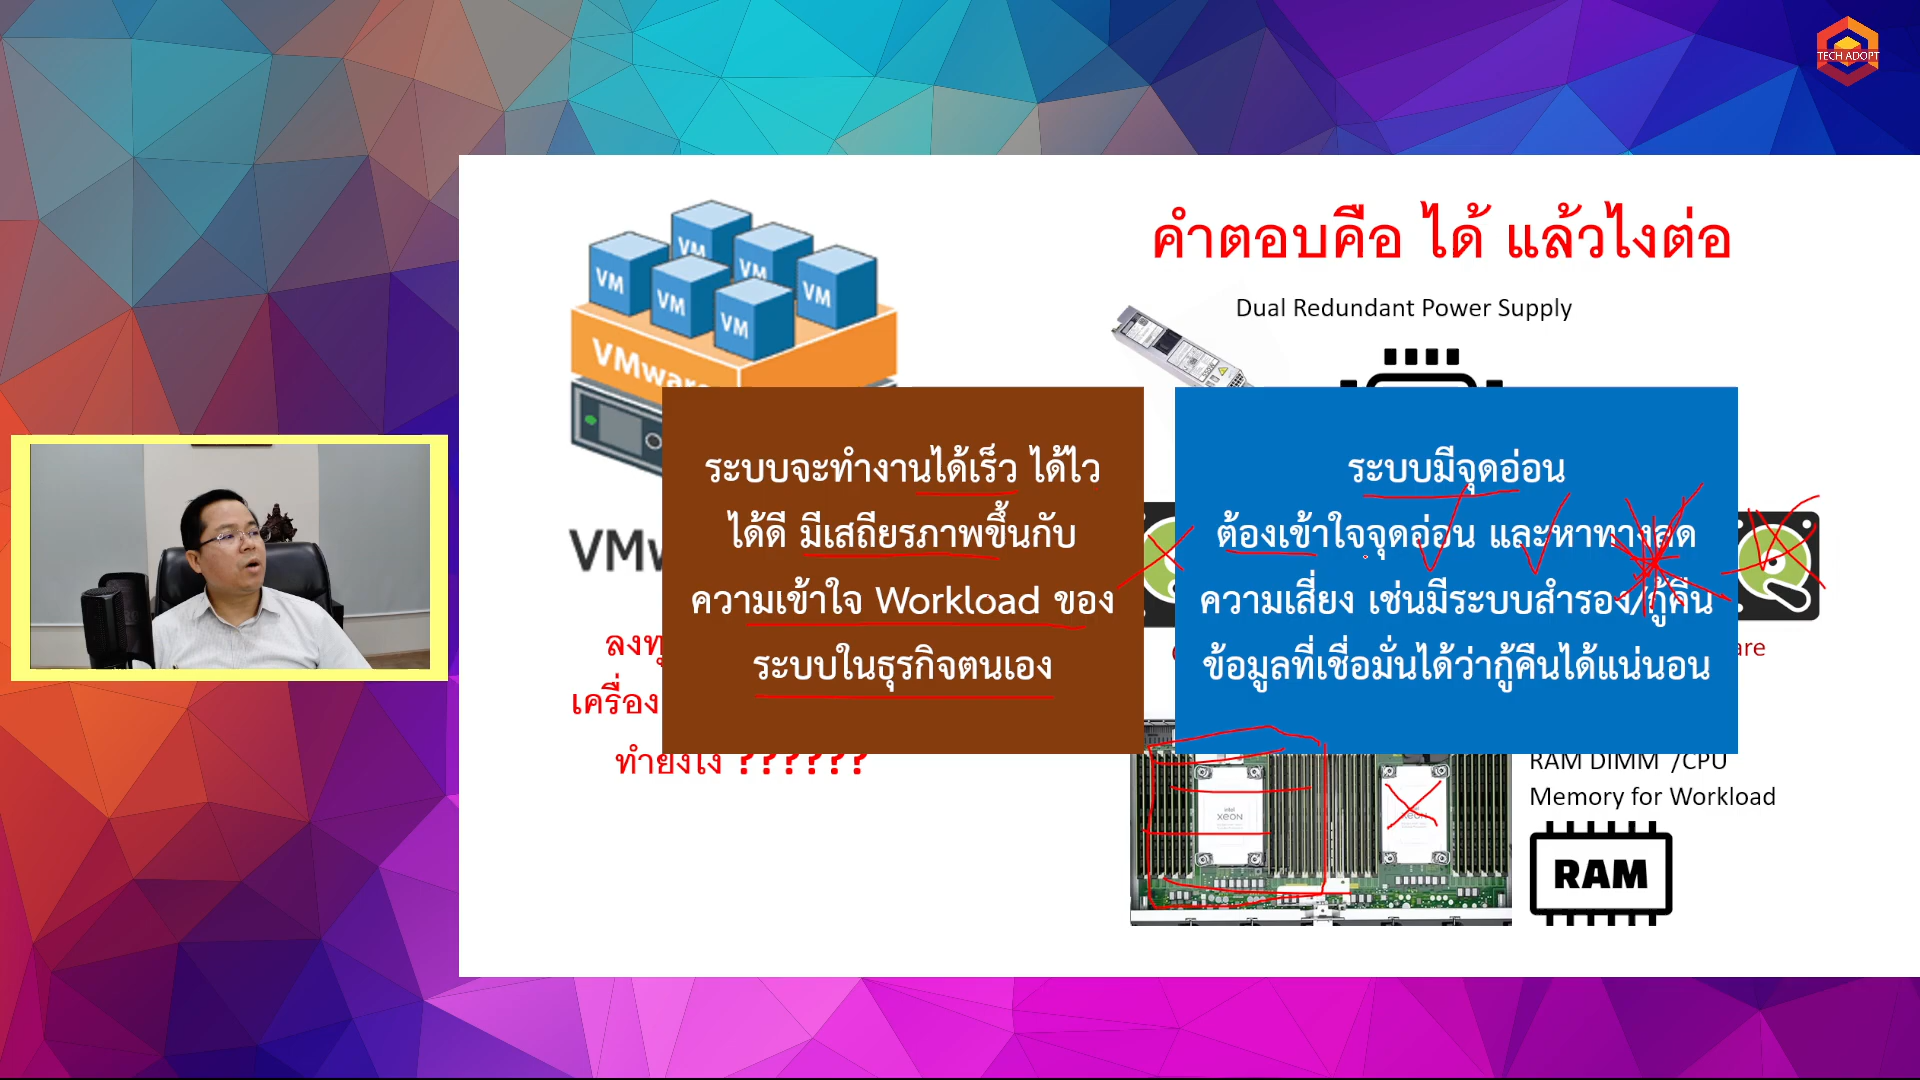 TECH ADOPT
คำตอบคือ ได้ แล้วไงต่อ
Dual Redundant Power Supply
VM
VM
VM
VM
VM
VM
VMware
ระบบจะทำงานได้เร็ว ได้ไว
ได้ดี มีเสถียรภาพขึ้นกับ
ความเข้าใจ Workload ของ
ระบบในธุรกิจตนเอง
ระบบมีจุดอ่อน
ต้องเข้าใจจุดอ่อน และหาทางลด
ความเสี่ยง เช่นมีระบบสำรอง/กู้คืน
ข้อมูลที่เชื่อมั่นได้ว่ากู้คืนได้แน่นอน
เครื่อง
ทำยังไง ??????
RAM DIMM /CPU
Memory for Workload
intel
XEON
RAM